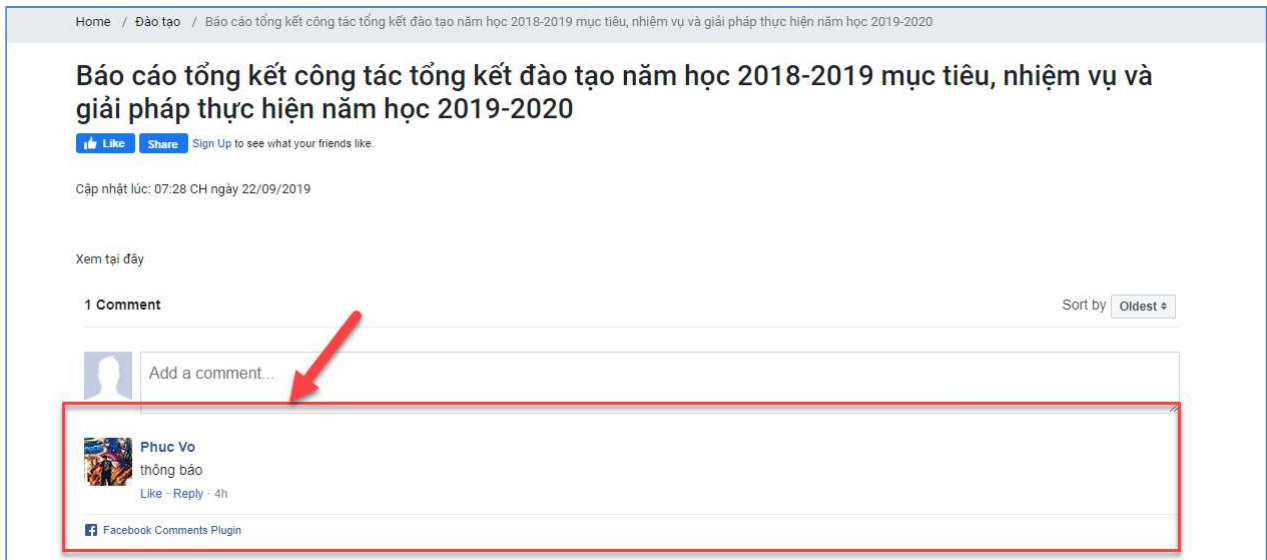 Home / Đào tạo / Báo cáo tổng kết công tác tổng kết đào tạo năm học 2018-2019 mục tiêu, nhiệm vụ và giải pháp thực hiện năm học 2019-2020
Báo cáo tổng kết công tác tổng kết đào tạo năm học 2018-2019 mục tiêu, nhiệm vụ và
giải pháp thực hiện năm học 2019-2020
Like Share Sign Up to see what your friends like.
Cập nhật lúc: 07:28 CH ngày 22/09/2019
Xem tại đây
1 Comment Sort by Oldest
Add a comment...
Phuc Vo
thông báo
Like · Reply · 4h
Facebook Comments Plugin